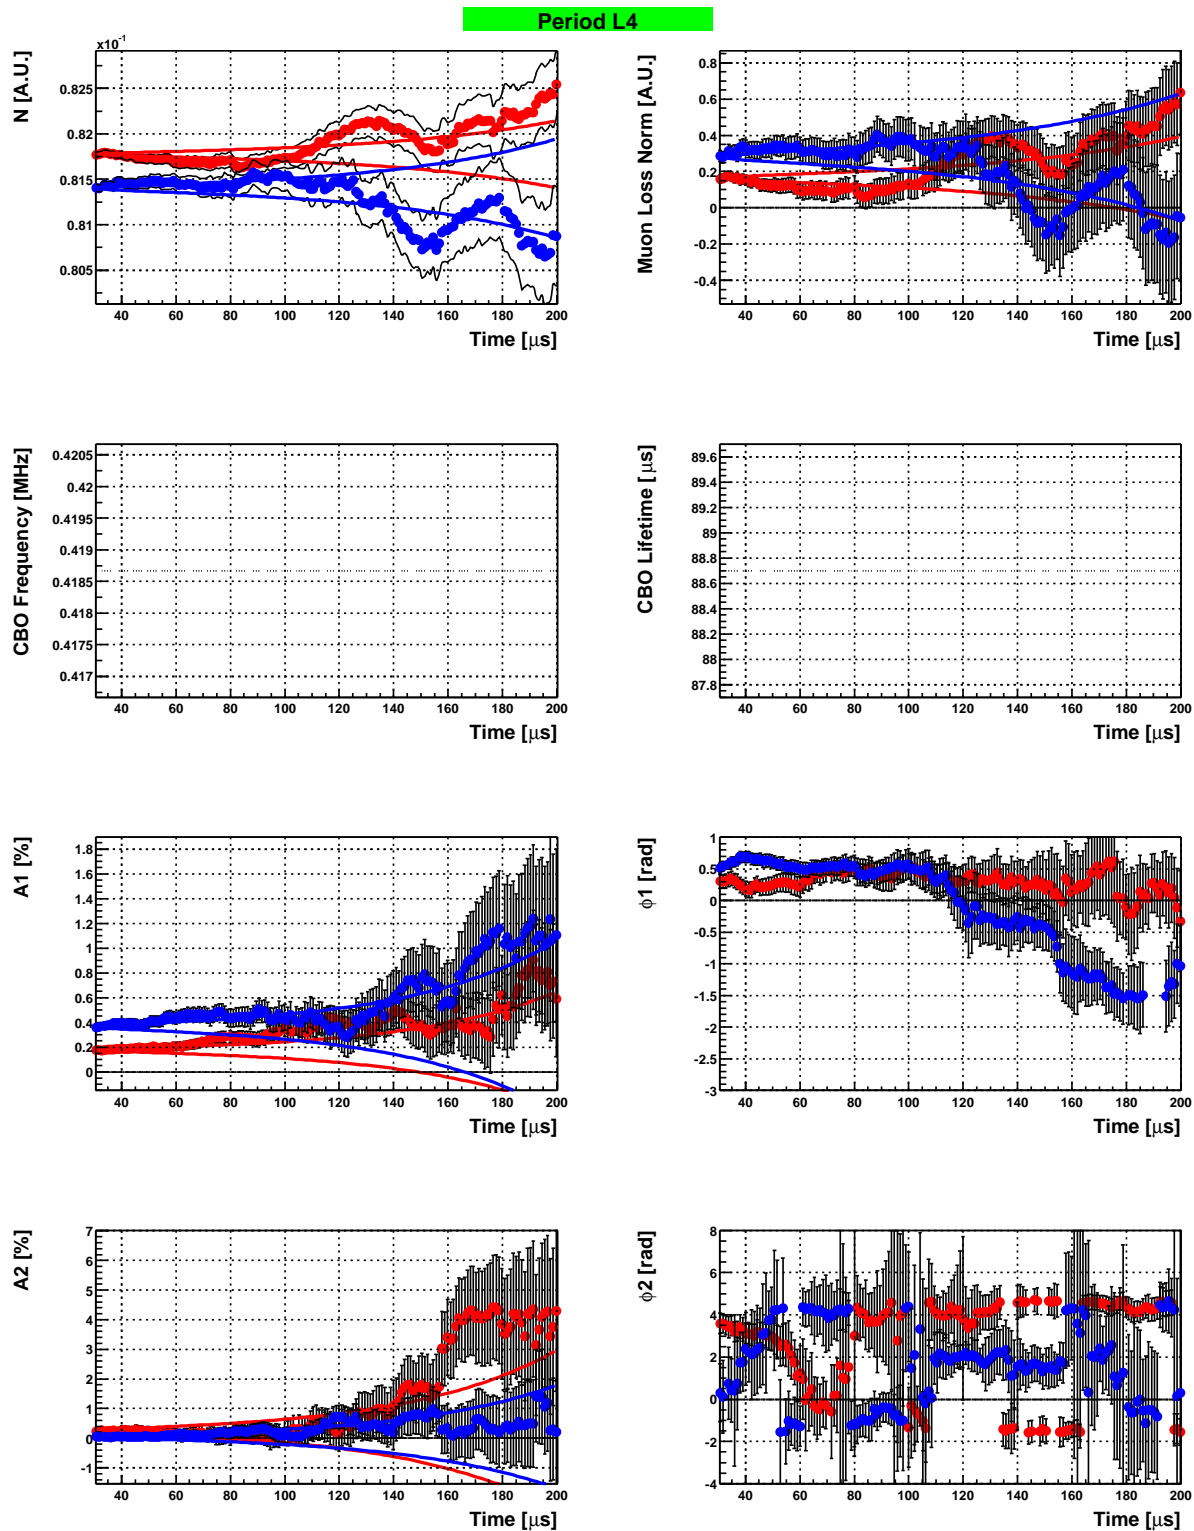 Period L4
×10⁻¹
N [A.U.]
0.825
0.82
0.815
0.81
0.805
40 60 80 100 120 140 160 180 200
Time [μs]
Muon Loss Norm [A.U.]
0.8
0.6
0.4
0.2
0
-0.2
-0.4
40 60 80 100 120 140 160 180 200
Time [μs]
CBO Frequency [MHz]
0.4205
0.42
0.4195
0.419
0.4185
0.418
0.4175
0.417
40 60 80 100 120 140 160 180 200
Time [μs]
CBO Lifetime [μs]
89.6
89.4
89.2
89
88.8
88.6
88.4
88.2
88
87.8
40 60 80 100 120 140 160 180 200
Time [μs]
A1 [%]
1.8
1.6
1.4
1.2
1
0.8
0.6
0.4
0.2
0
40 60 80 100 120 140 160 180 200
Time [μs]
ϕ1 [rad]
1
0.5
0
-0.5
-1
-1.5
-2
-2.5
-3
40 60 80 100 120 140 160 180 200
Time [μs]
A2 [%]
7
6
5
4
3
2
1
0
-1
40 60 80 100 120 140 160 180 200
Time [μs]
ϕ2 [rad]
8
6
4
2
0
-2
-4
40 60 80 100 120 140 160 180 200
Time [μs]